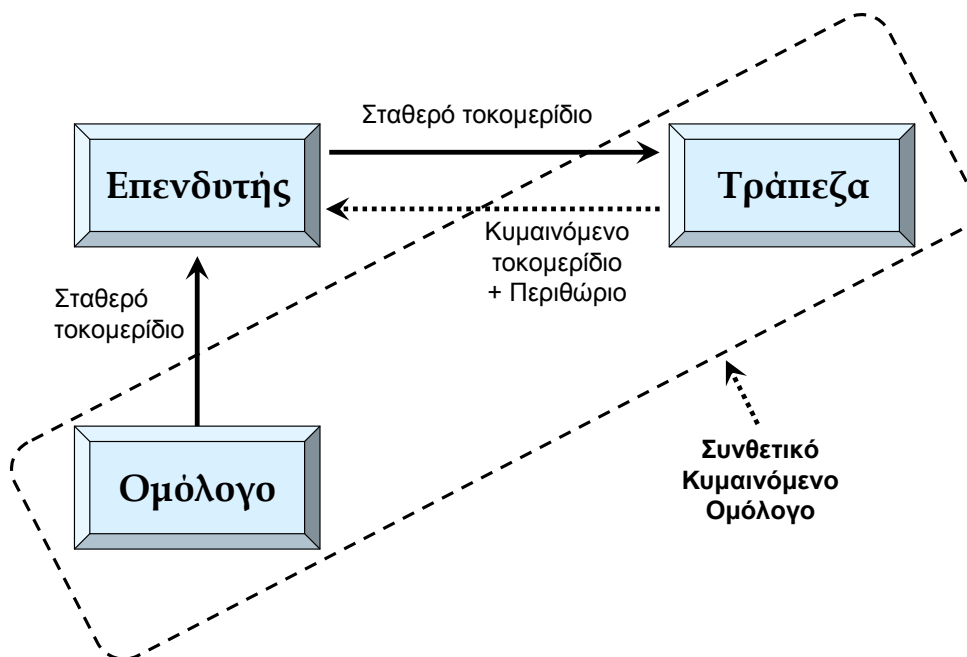 Σταθερό τοκομερίδιο
Επενδυτής
Τράπεζα
Κυμαινόμενο
τοκομερίδιο
+ Περιθώριο
Σταθερό
τοκομερίδιο
Ομόλογο
Συνθετικό
Κυμαινόμενο
Ομόλογο